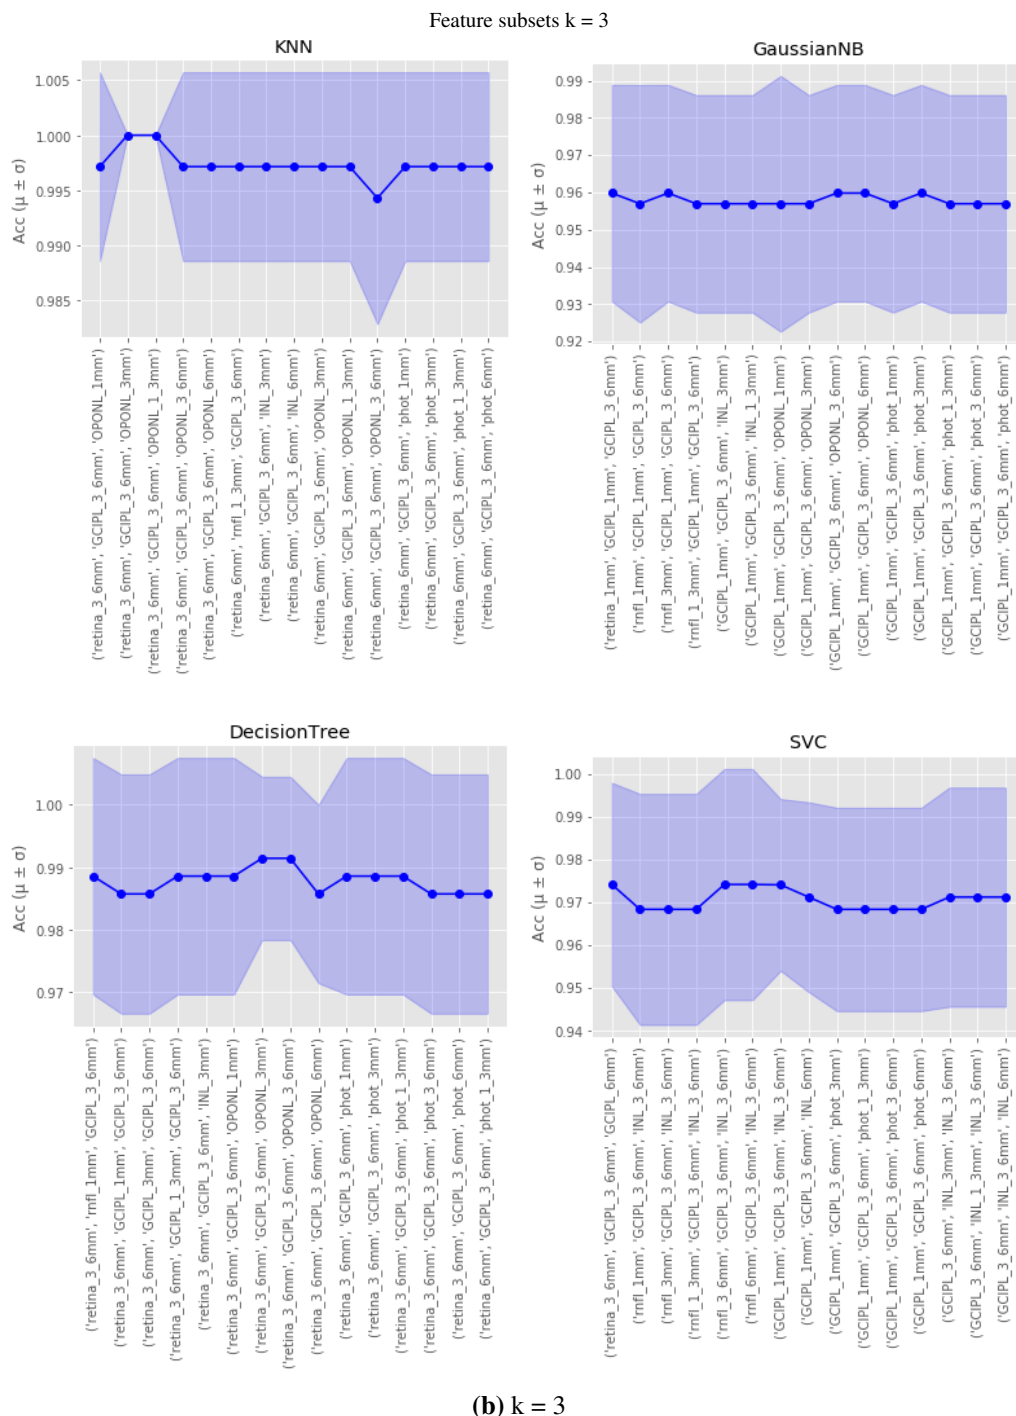 Feature subsets k = 3
KNN
Acc (μ ± σ)
1.005
1.000
0.995
0.990
0.985
('retina_3_6mm', 'GCIPL_3_6mm', 'OPONL_1mm')
('retina_3_6mm', 'GCIPL_3_6mm', 'OPONL_3mm')
('retina_3_6mm', 'GCIPL_3_6mm', 'OPONL_1_3mm')
('retina_3_6mm', 'GCIPL_3_6mm', 'OPONL_3_6mm')
('retina_3_6mm', 'GCIPL_3_6mm', 'OPONL_6mm')
('retina_6mm', 'rnfl_1_3mm', 'GCIPL_3_6mm')
('retina_6mm', 'GCIPL_3_6mm', 'INL_3mm')
('retina_6mm', 'GCIPL_3_6mm', 'INL_6mm')
('retina_6mm', 'GCIPL_3_6mm', 'OPONL_3mm')
('retina_6mm', 'GCIPL_3_6mm', 'OPONL_1_3mm')
('retina_6mm', 'GCIPL_3_6mm', 'OPONL_3_6mm')
('retina_6mm', 'GCIPL_3_6mm', 'phot_1mm')
('retina_6mm', 'GCIPL_3_6mm', 'phot_3mm')
('retina_6mm', 'GCIPL_3_6mm', 'phot_1_3mm')
('retina_6mm', 'GCIPL_3_6mm', 'phot_6mm')
GaussianNB
Acc (μ ± σ)
0.99
0.98
0.97
0.96
0.95
0.94
0.93
0.92
('retina_1mm', 'GCIPL_1mm', 'GCIPL_3_6mm')
('rnfl_1mm', 'GCIPL_1mm', 'GCIPL_3_6mm')
('rnfl_3mm', 'GCIPL_1mm', 'GCIPL_3_6mm')
('rnfl_1_3mm', 'GCIPL_1mm', 'GCIPL_3_6mm')
('GCIPL_1mm', 'GCIPL_3_6mm', 'INL_3mm')
('GCIPL_1mm', 'GCIPL_3_6mm', 'INL_1_3mm')
('GCIPL_1mm', 'GCIPL_3_6mm', 'OPONL_1mm')
('GCIPL_1mm', 'GCIPL_3_6mm', 'OPONL_3mm')
('GCIPL_1mm', 'GCIPL_3_6mm', 'OPONL_3_6mm')
('GCIPL_1mm', 'GCIPL_3_6mm', 'OPONL_6mm')
('GCIPL_1mm', 'GCIPL_3_6mm', 'phot_1mm')
('GCIPL_1mm', 'GCIPL_3_6mm', 'phot_3mm')
('GCIPL_1mm', 'GCIPL_3_6mm', 'phot_1_3mm')
('GCIPL_1mm', 'GCIPL_3_6mm', 'phot_3_6mm')
('GCIPL_1mm', 'GCIPL_3_6mm', 'phot_6mm')
DecisionTree
Acc (μ ± σ)
1.00
0.99
0.98
0.97
('retina_3_6mm', 'rnfl_1mm', 'GCIPL_3_6mm')
('retina_3_6mm', 'GCIPL_1mm', 'GCIPL_3_6mm')
('retina_3_6mm', 'GCIPL_3mm', 'GCIPL_3_6mm')
('retina_3_6mm', 'GCIPL_1_3mm', 'GCIPL_3_6mm')
('retina_3_6mm', 'GCIPL_3_6mm', 'INL_3mm')
('retina_3_6mm', 'GCIPL_3_6mm', 'OPONL_1mm')
('retina_3_6mm', 'GCIPL_3_6mm', 'OPONL_3mm')
('retina_3_6mm', 'GCIPL_3_6mm', 'OPONL_3_6mm')
('retina_3_6mm', 'GCIPL_3_6mm', 'OPONL_6mm')
('retina_3_6mm', 'GCIPL_3_6mm', 'phot_1mm')
('retina_3_6mm', 'GCIPL_3_6mm', 'phot_3mm')
('retina_3_6mm', 'GCIPL_3_6mm', 'phot_1_3mm')
('retina_3_6mm', 'GCIPL_3_6mm', 'phot_3_6mm')
('retina_3_6mm', 'GCIPL_3_6mm', 'phot_6mm')
('retina_6mm', 'GCIPL_3_6mm', 'phot_1_3mm')
SVC
Acc (μ ± σ)
1.00
0.99
0.98
0.97
0.96
0.95
0.94
('retina_3_6mm', 'GCIPL_3_6mm', 'GCIPL_6mm')
('rnfl_1mm', 'GCIPL_3_6mm', 'INL_3_6mm')
('rnfl_3mm', 'GCIPL_3_6mm', 'INL_3_6mm')
('rnfl_1_3mm', 'GCIPL_3_6mm', 'INL_3_6mm')
('rnfl_3_6mm', 'GCIPL_3_6mm', 'INL_3_6mm')
('rnfl_6mm', 'GCIPL_3_6mm', 'INL_3_6mm')
('GCIPL_1mm', 'GCIPL_3_6mm', 'INL_3_6mm')
('GCIPL_1mm', 'GCIPL_3_6mm', 'INL_6mm')
('GCIPL_1mm', 'GCIPL_3_6mm', 'phot_3mm')
('GCIPL_1mm', 'GCIPL_3_6mm', 'phot_1_3mm')
('GCIPL_1mm', 'GCIPL_3_6mm', 'phot_3_6mm')
('GCIPL_1mm', 'GCIPL_3_6mm', 'phot_6mm')
('GCIPL_3_6mm', 'INL_3mm', 'INL_3_6mm')
('GCIPL_3_6mm', 'INL_1_3mm', 'INL_3_6mm')
('GCIPL_3_6mm', 'INL_3_6mm', 'INL_6mm')
(b) k = 3